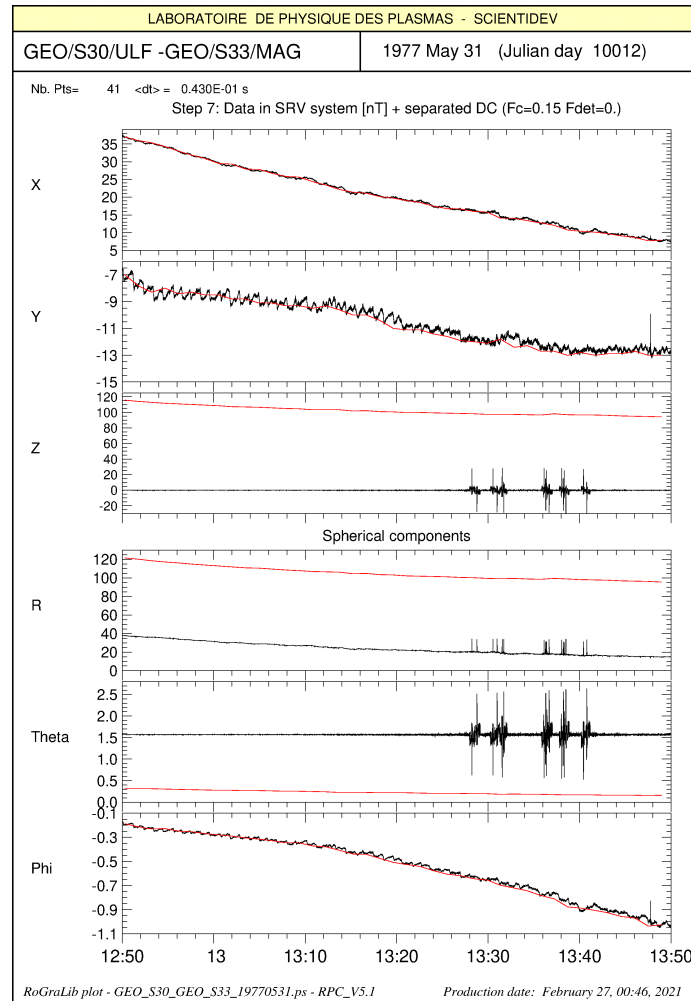 LABORATOIRE DE PHYSIQUE DES PLASMAS - SCIENTIDEV
GEO/S30/ULF -GEO/S33/MAG
1977 May 31 (Julian day 10012)
Nb. Pts= 41 <dt> = 0.430E-01 s
Step 7: Data in SRV system [nT] + separated DC (Fc=0.15 Fdet=0.)
X
35
30
25
20
15
10
5
Y
-7
-9
-11
-13
-15
Z
120
100
80
60
40
20
0
-20
Spherical components
R
120
100
80
60
40
20
0
Theta
2.5
2.0
1.5
1.0
0.5
0.0
Phi
-0.1
-0.3
-0.5
-0.7
-0.9
-1.1
12:50 13 13:10 13:20 13:30 13:40 13:50
RoGraLib plot - GEO_S30_GEO_S33_19770531.ps - RPC_V5.1
Production date: February 27, 00:46, 2021